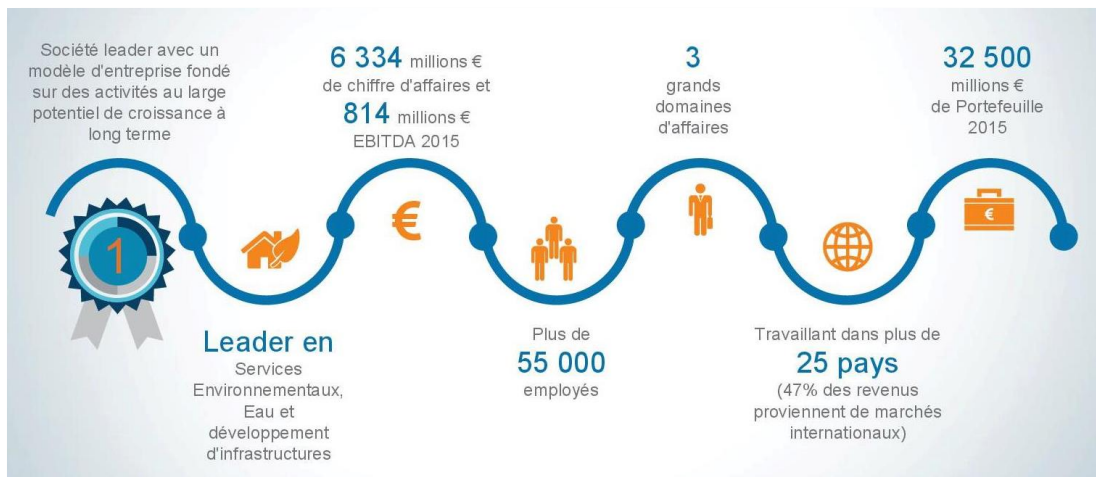 Société leader avec un
modèle d'entreprise fondé
sur des activités au large
potentiel de croissance à
long terme
1
Leader en
Services
Environnementaux,
Eau et
développement
d'infrastructures
6 334 millions €
de chiffre d'affaires et
814 millions €
EBITDA 2015
€
Plus de
55 000
employés
3
grands
domaines
d'affaires
Travaillant dans plus de
25 pays
(47% des revenus
proviennent de marchés
internationaux)
32 500
millions €
de Portefeuille
2015
€